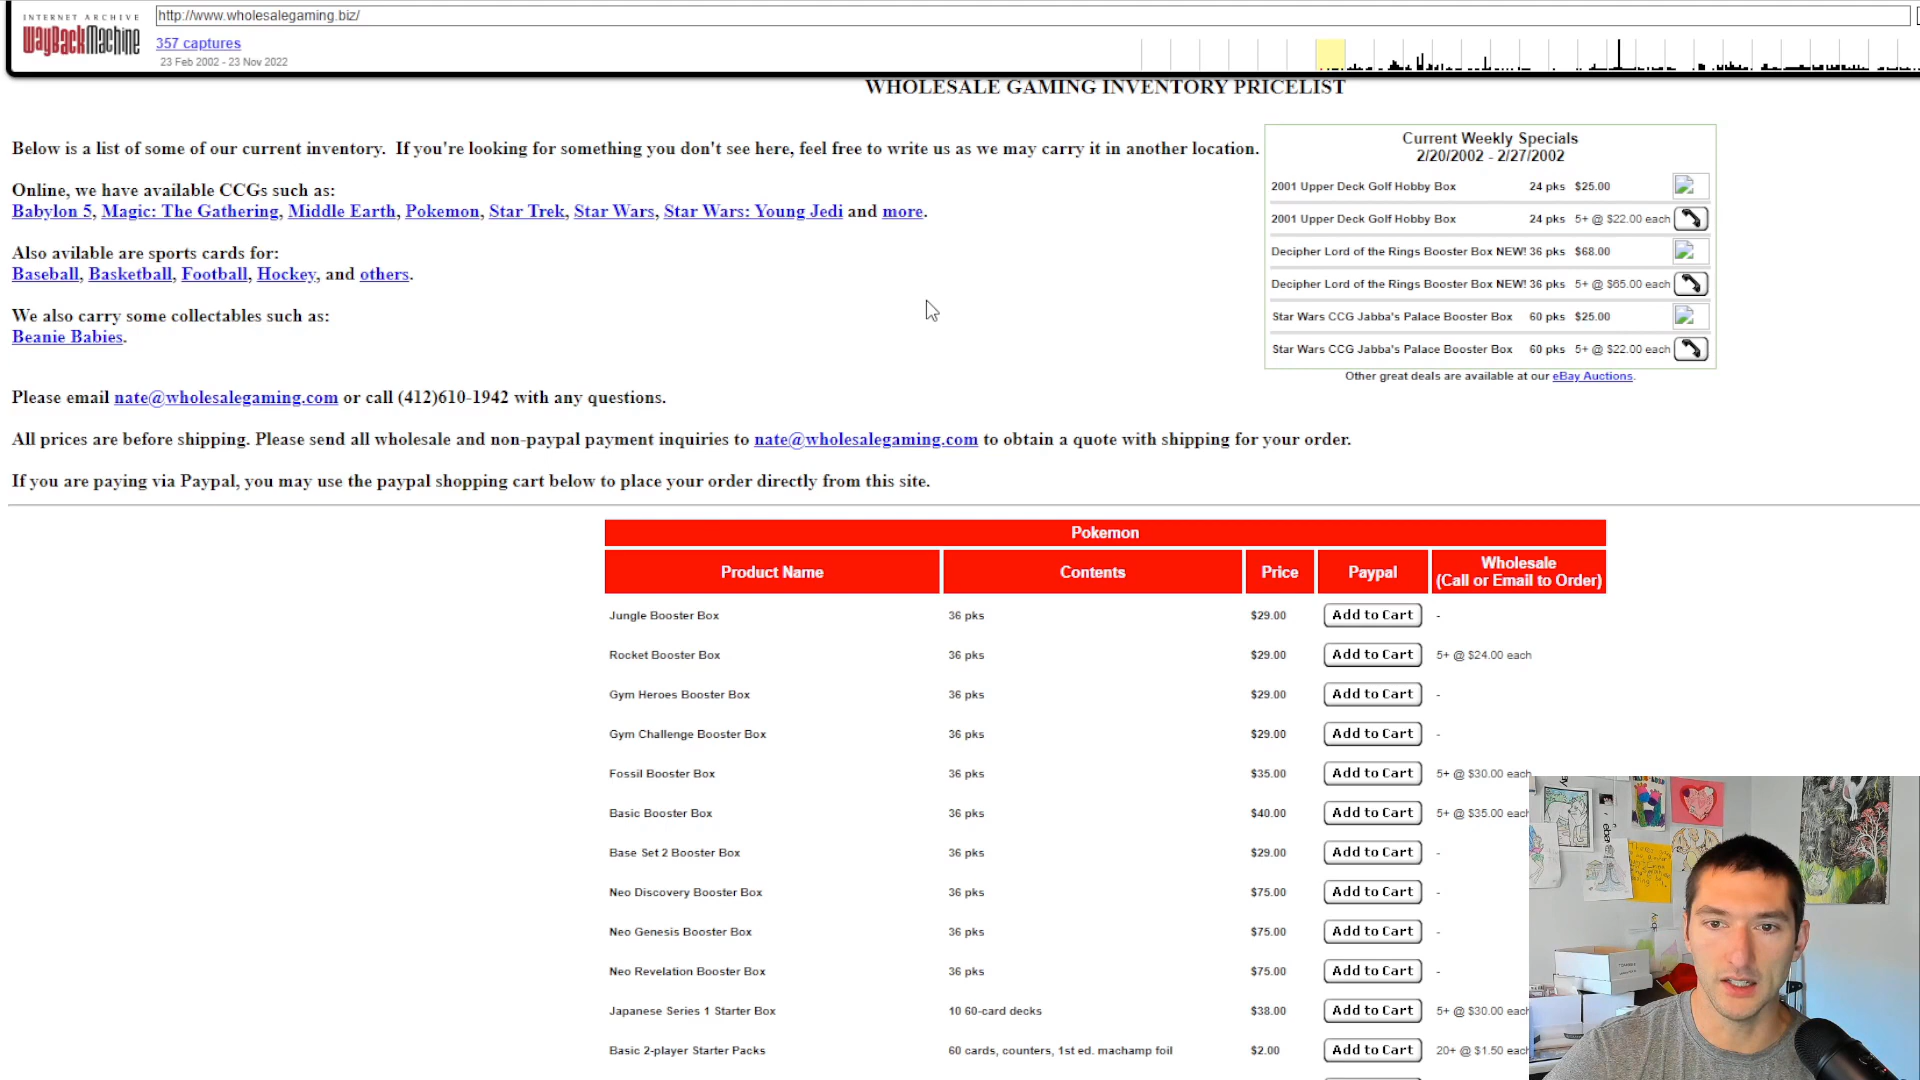 INTERNET ARCHIVE
WayBackMachine
http://www.wholesalegaming.biz/
357 captures
23 Feb 2002 - 23 Nov 2022
WHOLESALE GAMING INVENTORY PRICELIST
Below is a list of some of our current inventory.  If you're looking for something you don't see here, feel free to write us as we may carry it in another location.
Online, we have available CCGs such as:
Babylon 5, Magic: The Gathering, Middle Earth, Pokemon, Star Trek, Star Wars, Star Wars: Young Jedi and more.
Also avilable are sports cards for:
Baseball, Basketball, Football, Hockey, and others.
We also carry some collectables such as:
Beanie Babies.
Current Weekly Specials
2/20/2002 - 2/27/2002
2001 Upper Deck Golf Hobby Box 24 pks $25.00
2001 Upper Deck Golf Hobby Box 24 pks 5+ @ $22.00 each
Decipher Lord of the Rings Booster Box NEW! 36 pks $68.00
Decipher Lord of the Rings Booster Box NEW! 36 pks 5+ @ $65.00 each
Star Wars CCG Jabba's Palace Booster Box 60 pks $25.00
Star Wars CCG Jabba's Palace Booster Box 60 pks 5+ @ $22.00 each
Other great deals are available at our eBay Auctions.
Please email nate@wholesalegaming.com or call (412)610-1942 with any questions.
All prices are before shipping. Please send all wholesale and non-paypal payment inquiries to nate@wholesalegaming.com to obtain a quote with shipping for your order.
If you are paying via Paypal, you may use the paypal shopping cart below to place your order directly from this site.
Pokemon
Product Name Contents Price Paypal Wholesale
(Call or Email to Order)
Jungle Booster Box 36 pks $29.00 Add to Cart -
Rocket Booster Box 36 pks $29.00 Add to Cart 5+ @ $24.00 each
Gym Heroes Booster Box 36 pks $29.00 Add to Cart -
Gym Challenge Booster Box 36 pks $29.00 Add to Cart -
Fossil Booster Box 36 pks $35.00 Add to Cart 5+ @ $30.00 each
Basic Booster Box 36 pks $40.00 Add to Cart 5+ @ $35.00 each
Base Set 2 Booster Box 36 pks $29.00 Add to Cart -
Neo Discovery Booster Box 36 pks $75.00 Add to Cart -
Neo Genesis Booster Box 36 pks $75.00 Add to Cart -
Neo Revelation Booster Box 36 pks $75.00 Add to Cart -
Japanese Series 1 Starter Box 10 60-card decks $38.00 Add to Cart 5+ @ $30.00 each
Basic 2-player Starter Packs 60 cards, counters, 1st ed. machamp foil $2.00 Add to Cart 20+ @ $1.50 each